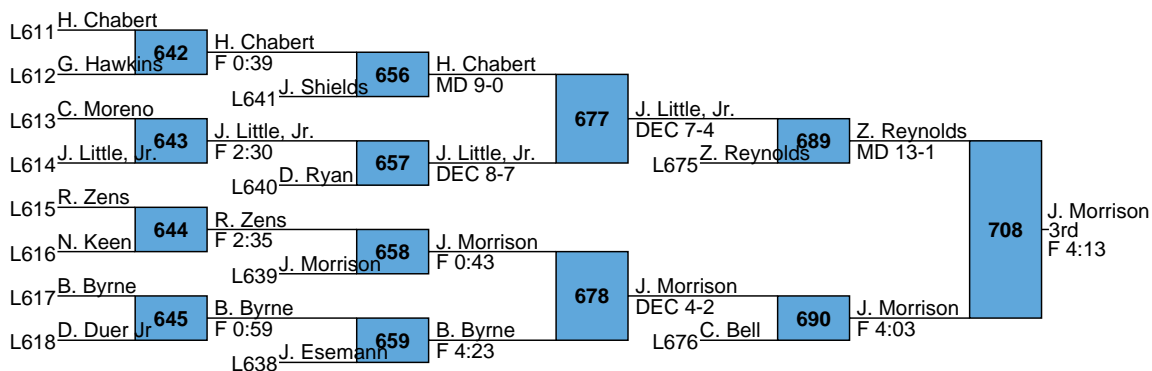 L611 H. Chabert
642
H. Chabert
F 0:39
L612 G. Hawkins
656
H. Chabert
MD 9-0
L641 J. Shields
677
J. Little, Jr.
DEC 7-4
L613 C. Moreno
643
J. Little, Jr.
F 2:30
L614 J. Little, Jr.
657
J. Little, Jr.
DEC 8-7
L640 D. Ryan
689
Z. Reynolds
MD 13-1
L675 Z. Reynolds
L615 R. Zens
644
R. Zens
F 2:35
L616 N. Keen
658
J. Morrison
F 0:43
L639 J. Morrison
708
J. Morrison
3rd
F 4:13
678
J. Morrison
DEC 4-2
L617 B. Byrne
645
B. Byrne
F 0:59
L618 D. Duer Jr
659
B. Byrne
F 4:23
L638 J. Esemann
690
J. Morrison
F 4:03
L676 C. Bell